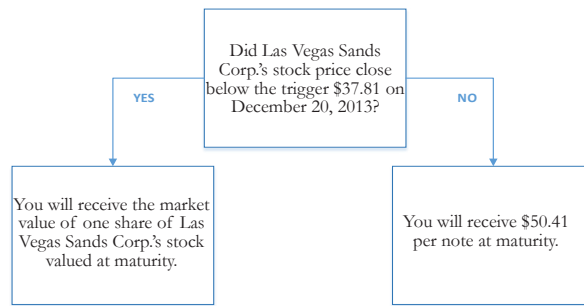 Did Las Vegas Sands
Corp.'s stock price close
below the trigger $37.81 on
December 20, 2013?
YES
NO
You will receive the market
value of one share of Las
Vegas Sands Corp.'s stock
valued at maturity.
You will receive $50.41
per note at maturity.